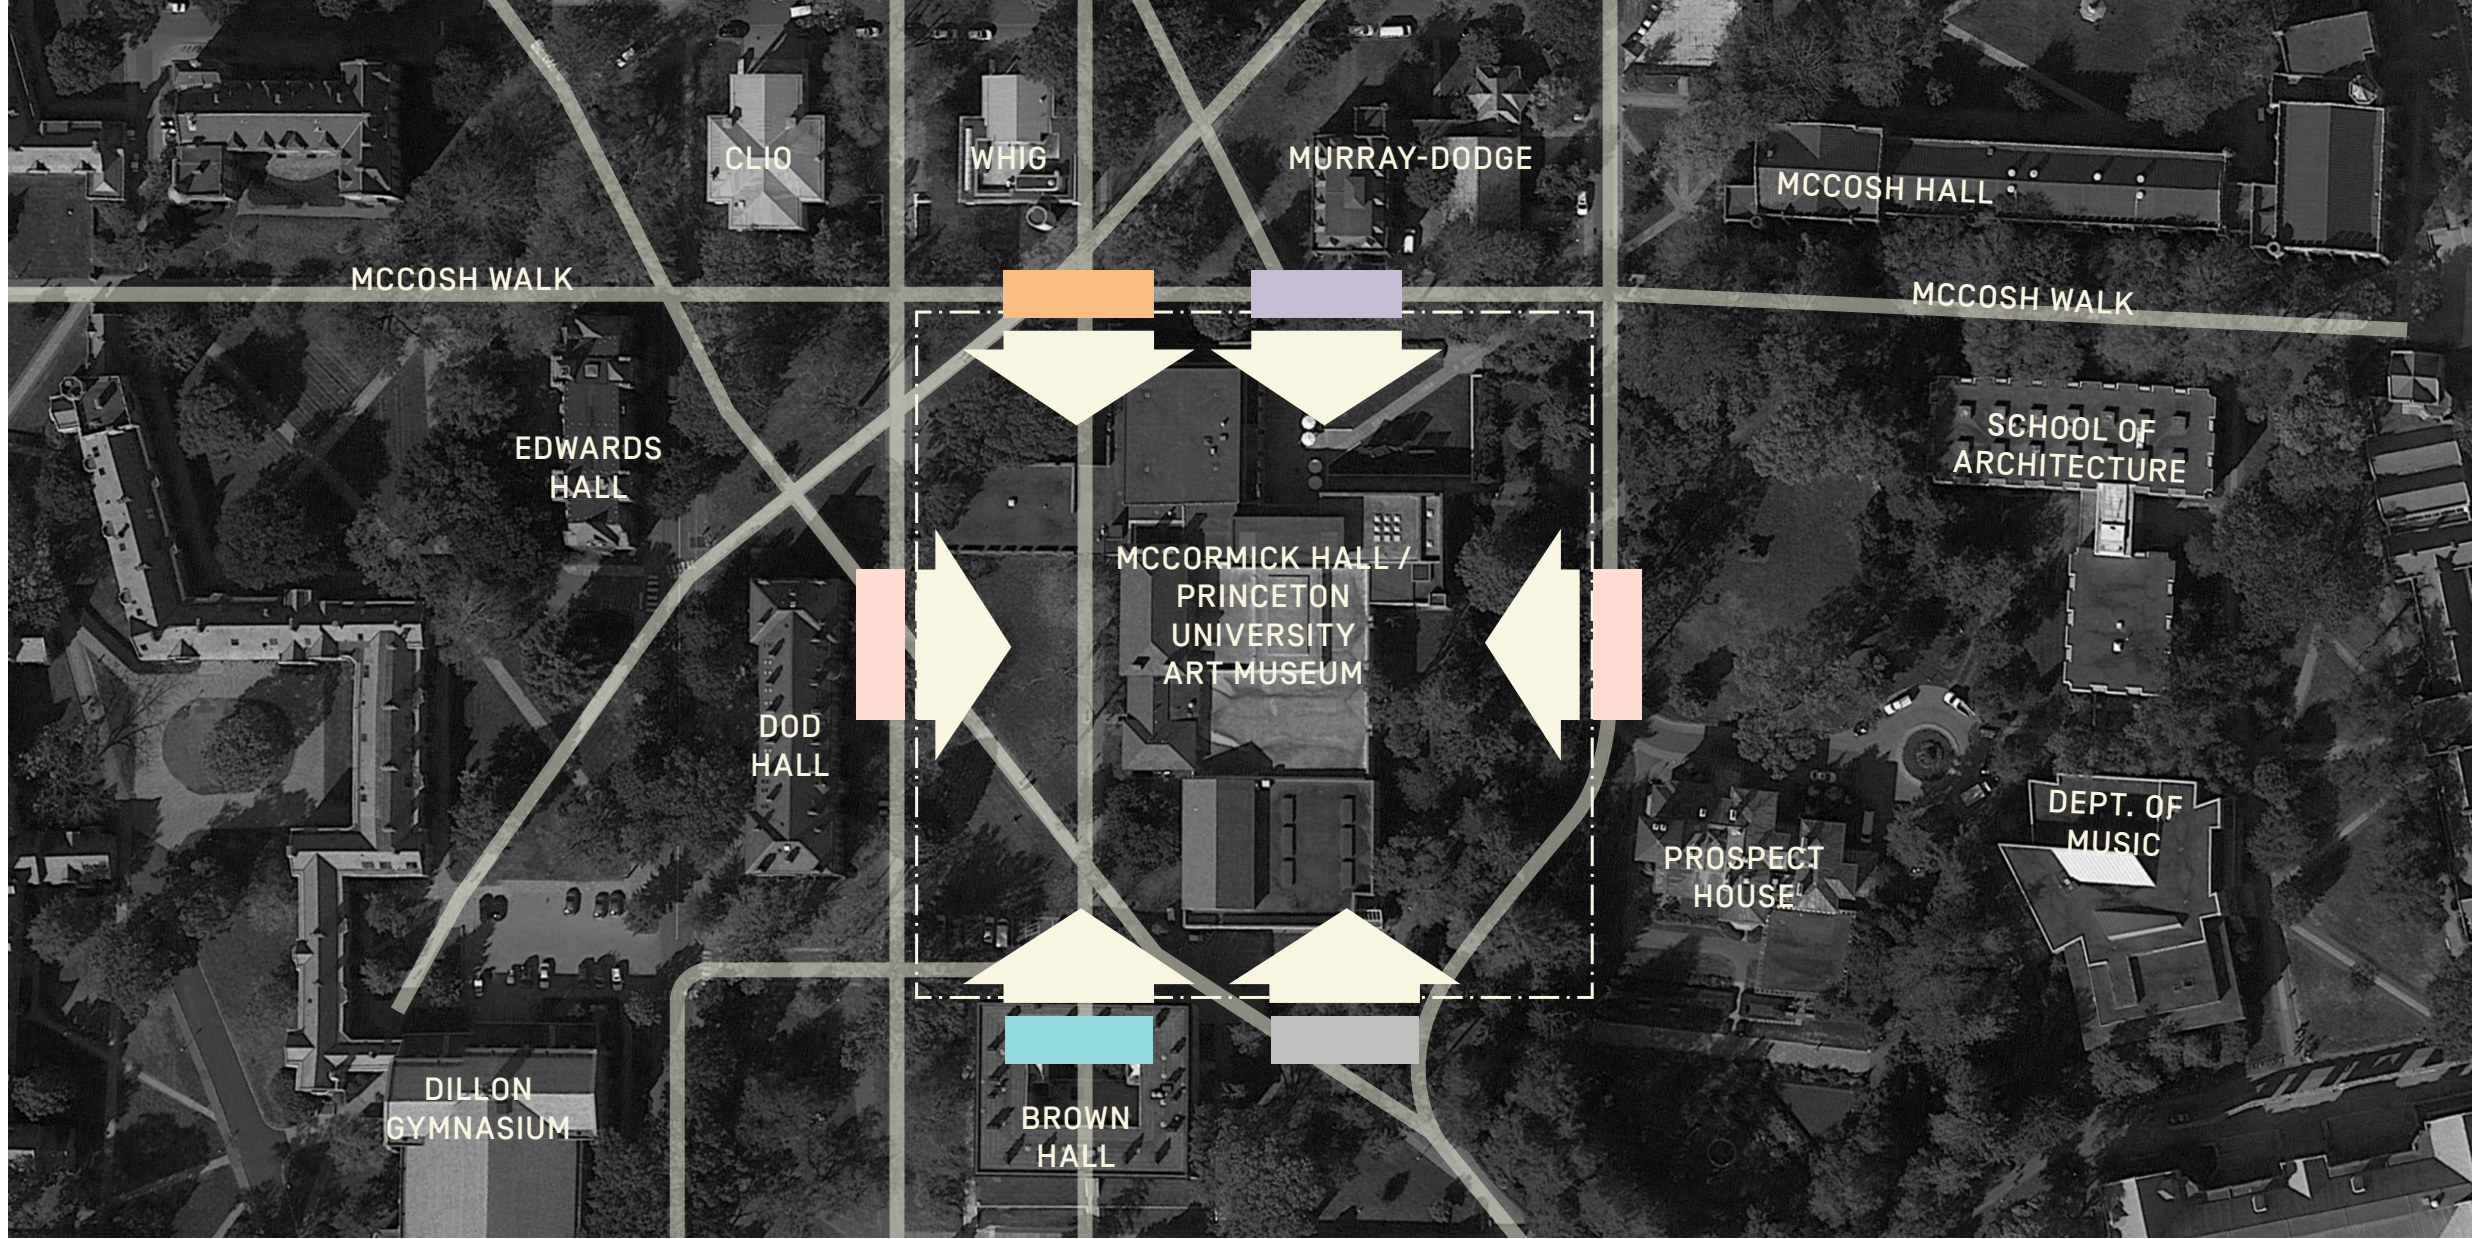 CLIO
WHIG
MURRAY-DODGE
MCCOSH HALL
MCCOSH WALK
MCCOSH WALK
EDWARDS
HALL
SCHOOL OF
ARCHITECTURE
MCCORMICK HALL /
PRINCETON
UNIVERSITY
ART MUSEUM
DOD
HALL
DEPT. OF
MUSIC
PROSPECT
HOUSE
DILLON
GYMNASIUM
BROWN
HALL